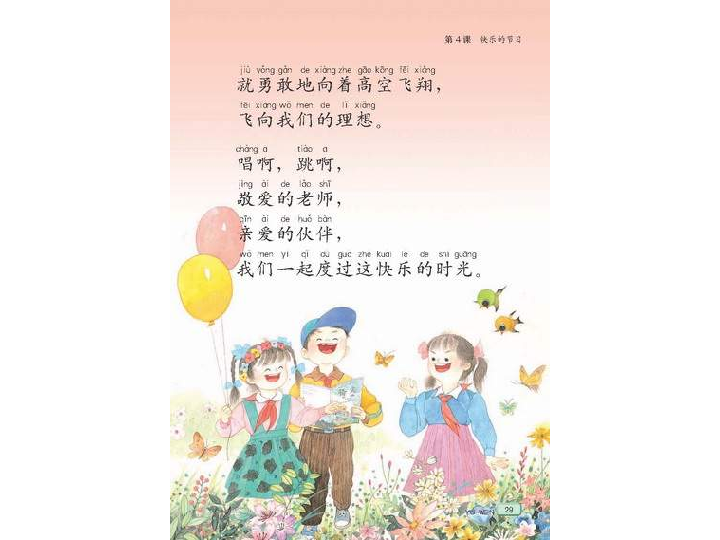 第4课 快乐的节日
jiù yǒng gǎn de xiàng zhe gāo kōng fēi xiáng
就勇敢地向着高空飞翔，
fēi xiàng wǒ men de lǐ xiǎng
飞向我们的理想。
chàng a tiào a
唱啊，跳啊，
jìng ài de lǎo shī
敬爱的老师，
qīn ài de huǒ bàn
亲爱的伙伴，
wǒ men yì qǐ dù guò zhè kuài lè de shí guāng
我们一起度过这快乐的时光。
YU WEN 29